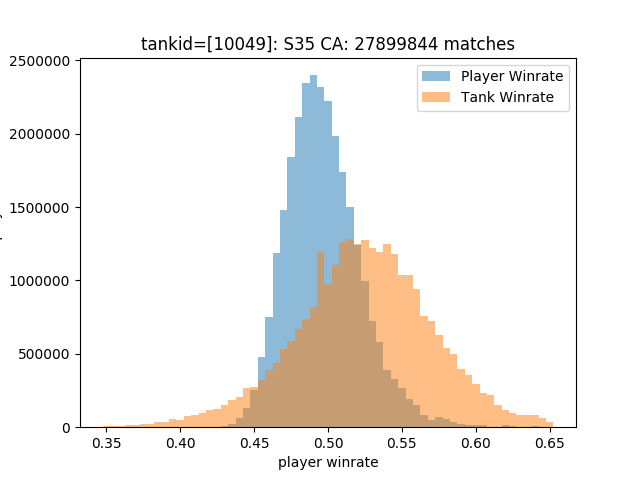 tankid=[10049]: S35 CA: 27899844 matches
Player Winrate
Tank Winrate
2500000
2000000
1500000
1000000
500000
0
0.35 0.40 0.45 0.50 0.55 0.60 0.65
player winrate